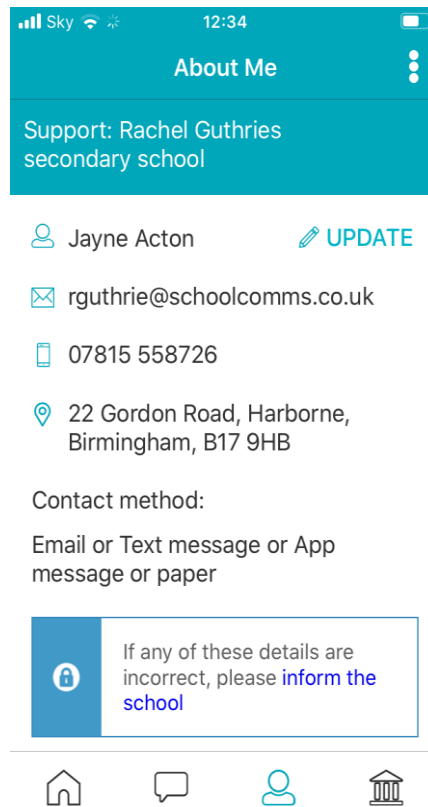 Sky 12:34
About Me
Support: Rachel Guthries
secondary school
Jayne Acton UPDATE
rguthrie@schoolcomms.co.uk
07815 558726
22 Gordon Road, Harborne,
Birmingham, B17 9HB
Contact method:
Email or Text message or App
message or paper
If any of these details are
incorrect, please inform the
school